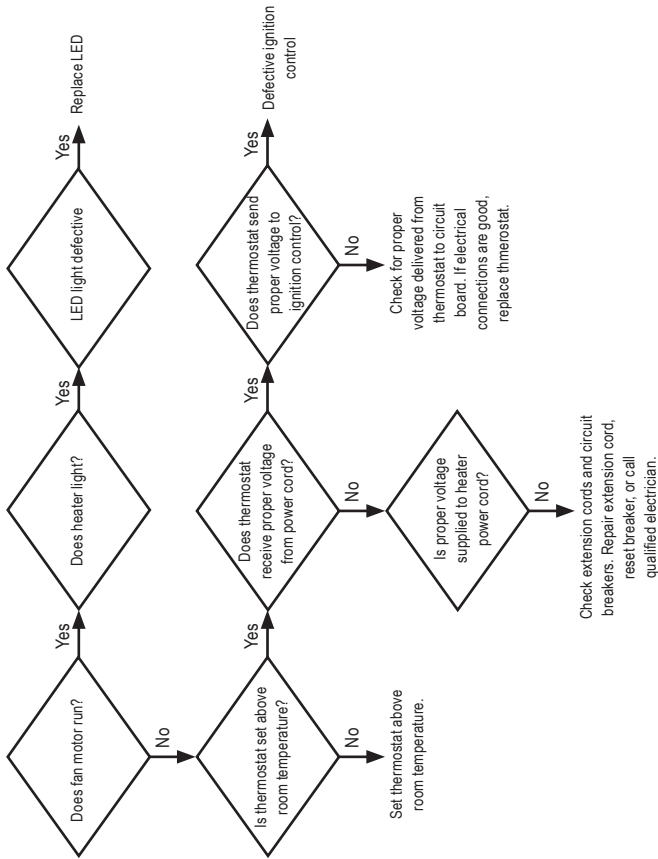 Does fan motor run?
Yes
No
Does heater light?
Yes
LED light defective
Yes
Replace LED
Is thermostat set above
room temperature?
Yes
No
Set thermostat above
room temperature.
Does thermostat
receive proper voltage
from power cord?
Yes
No
Does thermostat send
proper voltage to
ignition control?
Yes
No
Defective ignition
control
Check for proper
voltage delivered from
thermostat to circuit
board. If electrical
connections are good,
replace thmerostat.
Is proper voltage
supplied to heater
power cord?
No
Check extension cords and circuit
breakers. Repair extension cord,
reset breaker, or call
qualified electrician.